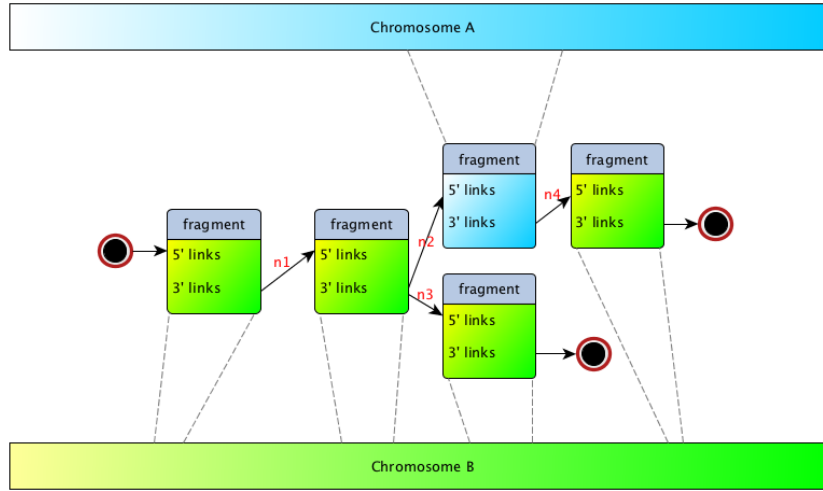 Chromosome A
fragment
5' links
3' links
n4
fragment
5' links
3' links
fragment
5' links
3' links
n1
fragment
5' links
3' links
n2
n3
fragment
5' links
3' links
Chromosome B